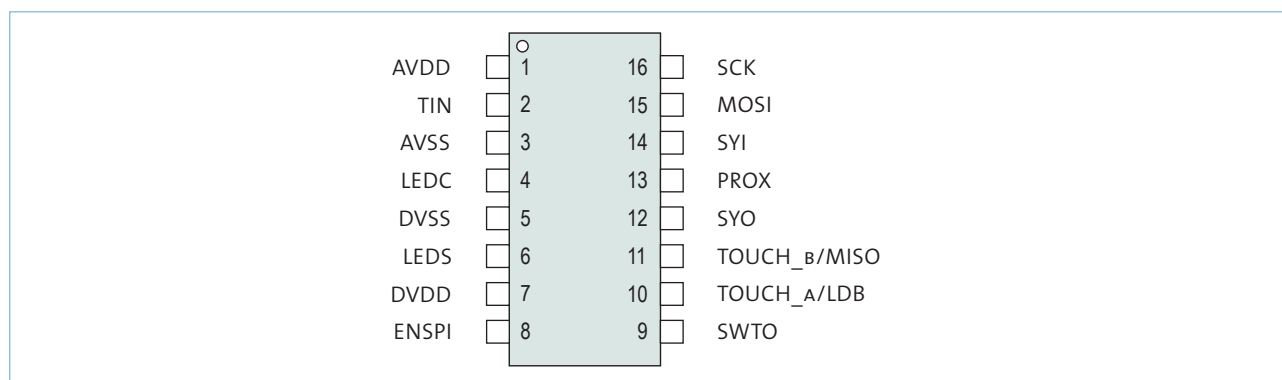 AVDD 1 16 SCK
TIN 2 15 MOSI
AVSS 3 14 SYI
LEDC 4 13 PROX
DVSS 5 12 SYO
LEDS 6 11 TOUCH_B/MISO
DVDD 7 10 TOUCH_A/LDB
ENSPI 8 9 SWTO